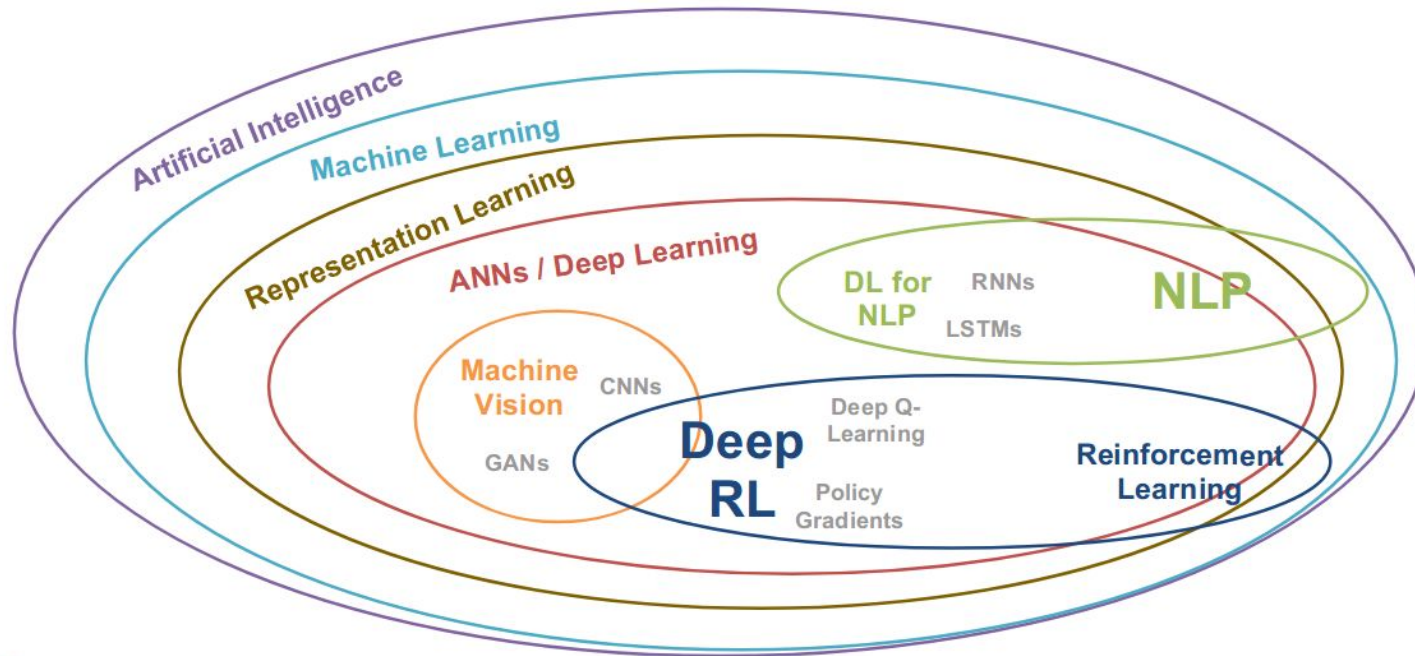 Artificial Intelligence
Machine Learning
Representation Learning
ANNs / Deep Learning
DL for
NLP
RNNs
LSTMs
NLP
Machine
Vision
CNNs
GANs
Deep
RL
Deep Q-
Learning
Policy
Gradients
Reinforcement
Learning